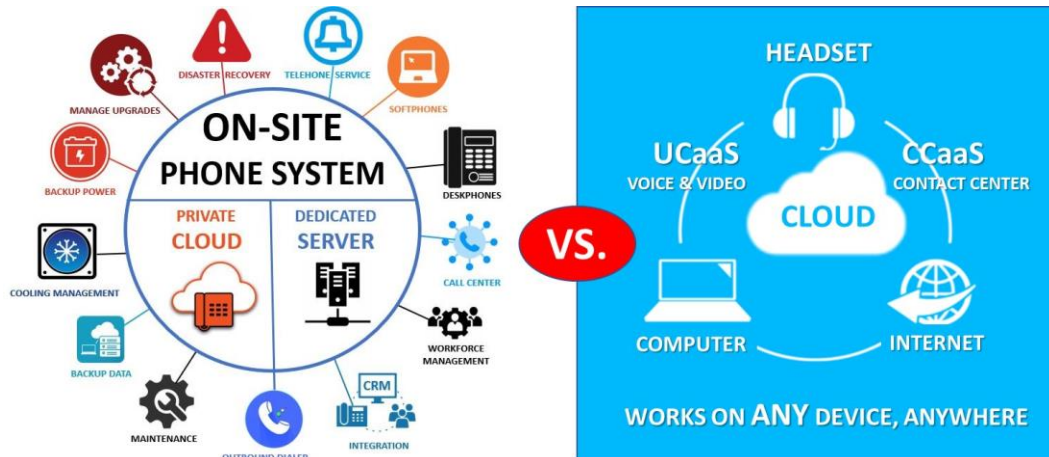 DISASTER RECOVERY
TELEHONE SERVICE
MANAGE UPGRADES
SOFTPHONES
ON-SITE
PHONE SYSTEM
BACKUP POWER
DESKPHONES
PRIVATE
CLOUD
DEDICATED
SERVER
COOLING MANAGEMENT
CALL CENTER
BACKUP DATA
WORKFORCE
MANAGEMENT
MAINTENANCE
CRM
INTEGRATION
OUTBOUND DIALER
VS.
HEADSET
UCaaS
VOICE & VIDEO
CCaaS
CONTACT CENTER
CLOUD
COMPUTER
INTERNET
WORKS ON ANY DEVICE, ANYWHERE